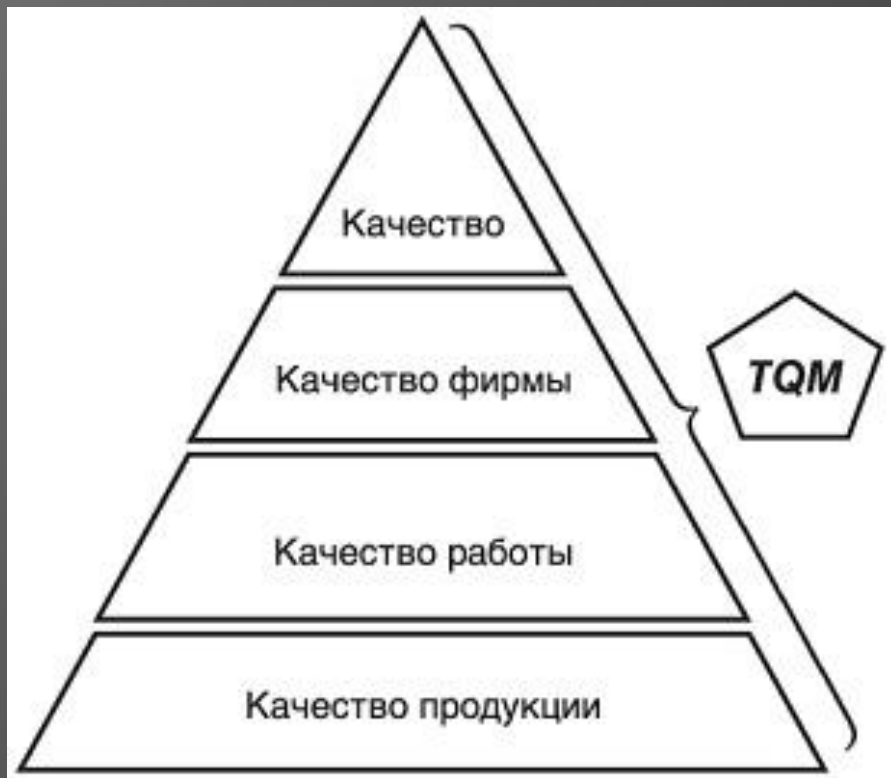 Качество
Качество фирмы
TQM
Качество работы
Качество продукции